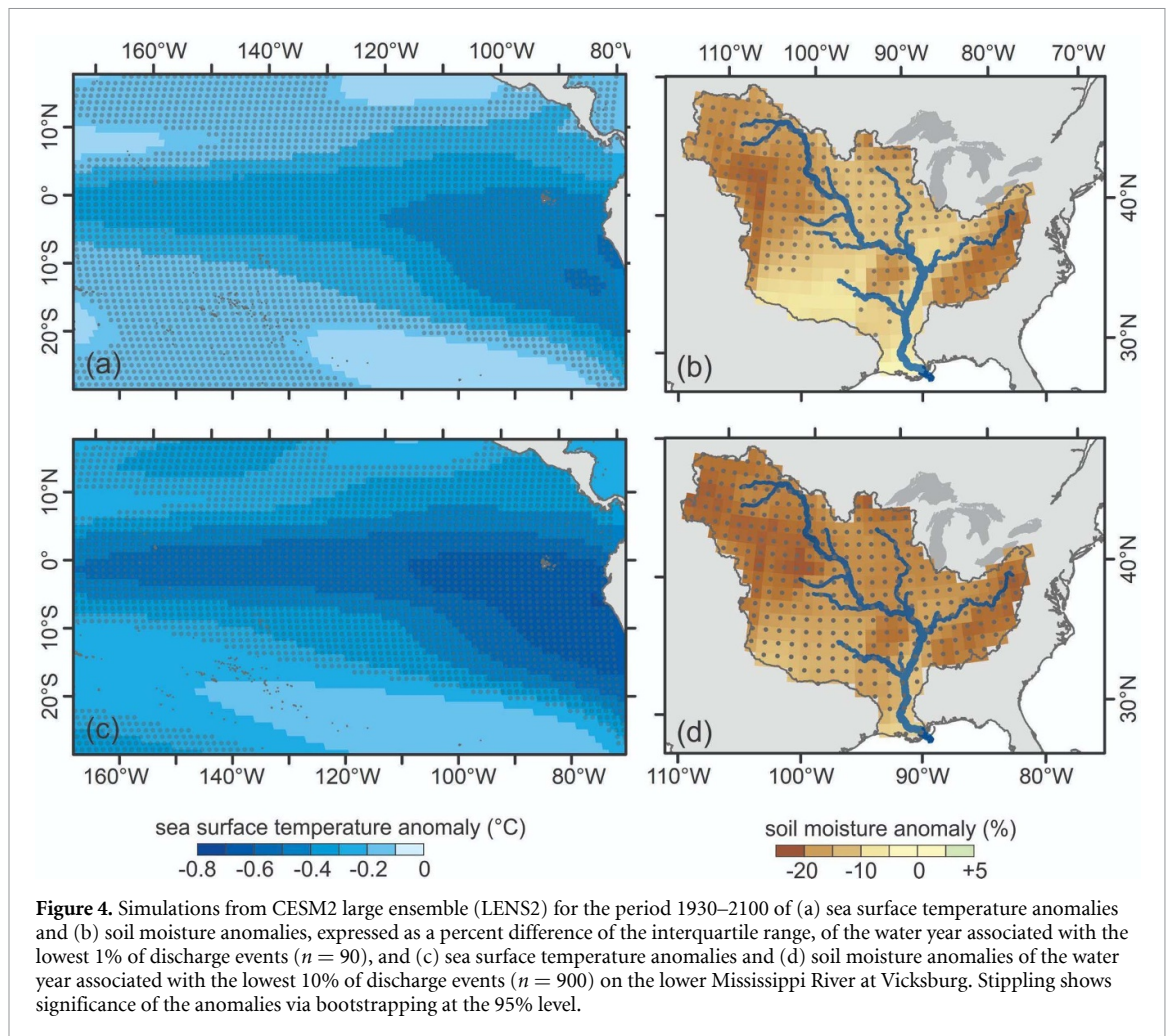 160°W 140°W 120°W 100°W 80°W
110°W 100°W 90°W 80°W 70°W
10°N
0°
10°S
20°S
(a)
40°N
30°N
(b)
10°N
0°
10°S
20°S
(c)
40°N
30°N
(d)
160°W 140°W 120°W 100°W 80°W
110°W 100°W 90°W 80°W
sea surface temperature anomaly (°C)
-0.8 -0.6 -0.4 -0.2 0
soil moisture anomaly (%)
-20 -10 0 +5
Figure 4. Simulations from CESM2 large ensemble (LENS2) for the period 1930–2100 of (a) sea surface temperature anomalies
and (b) soil moisture anomalies, expressed as a percent difference of the interquartile range, of the water year associated with the
lowest 1% of discharge events (n = 90), and (c) sea surface temperature anomalies and (d) soil moisture anomalies of the water
year associated with the lowest 10% of discharge events (n = 900) on the lower Mississippi River at Vicksburg. Stippling shows
significance of the anomalies via bootstrapping at the 95% level.